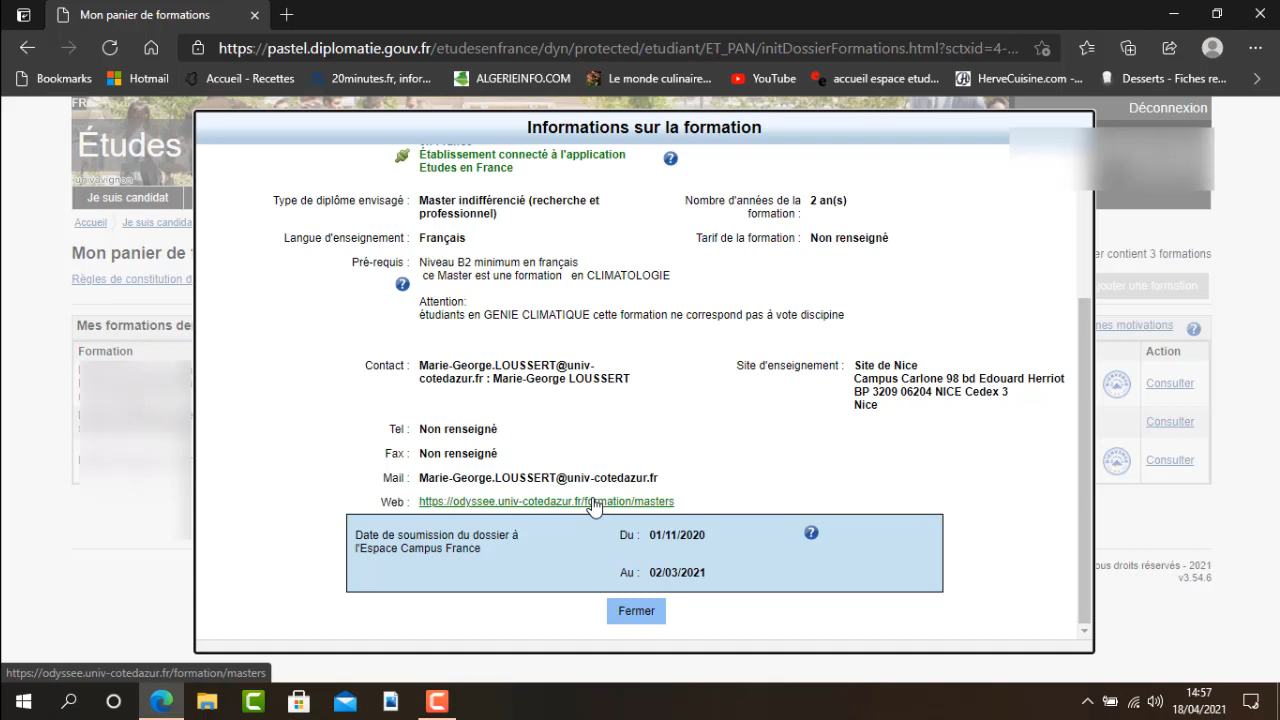 Mon panier de formations
https://pastel.diplomatie.gouv.fr/etudesenfrance/dyn/protected/etudiant/ET_PAN/initDossierFormations.html?sctxid=4-...
Bookmarks Hotmail Accueil - Recettes 20minutes.fr, infor... ALGERIEINFO.COM Le monde culinaire... YouTube accueil espace etud... HerveCuisine.com -... Desserts - Fiches re...
FR
Déconnexion
Informations sur la formation
Études
en France
Établissement connecté à l'application
Etudes en France
univavignon
Je suis candidat
Accueil Je suis candida
Type de diplôme envisagé : Master indifférencié (recherche et professionnel)
Nombre d'années de la formation : 2 an(s)
Langue d'enseignement : Français
Tarif de la formation : Non renseigné
Mon panier de f
er contient 3 formations
Règles de constitution d
jouter une formation
Pré-requis : Niveau B2 minimum en français
ce Master est une formation en CLIMATOLOGIE
Attention:
étudiants en GENIE CLIMATIQUE cette formation ne correspond pas á vote discipine
Mes formations de
nes motivations
Formation
Action
Consulter
Consulter
Consulter
Contact : Marie-George.LOUSSERT@univ-
cotedazur.fr : Marie-George LOUSSERT
Site d'enseignement : Site de Nice
Campus Carlone 98 bd Edouard Herriot
BP 3209 06204 NICE Cedex 3
Nice
Tel : Non renseigné
Fax : Non renseigné
Mail : Marie-George.LOUSSERT@univ-cotedazur.fr
Web : https://odyssee.univ-cotedazur.fr/formation/masters
Date de soumission du dossier à
l'Espace Campus France
Du : 01/11/2020
Au : 02/03/2021
ous droits réservés - 2021
v3.54.6
Fermer
https://odyssee.univ-cotedazur.fr/formation/masters
14:57
18/04/2021